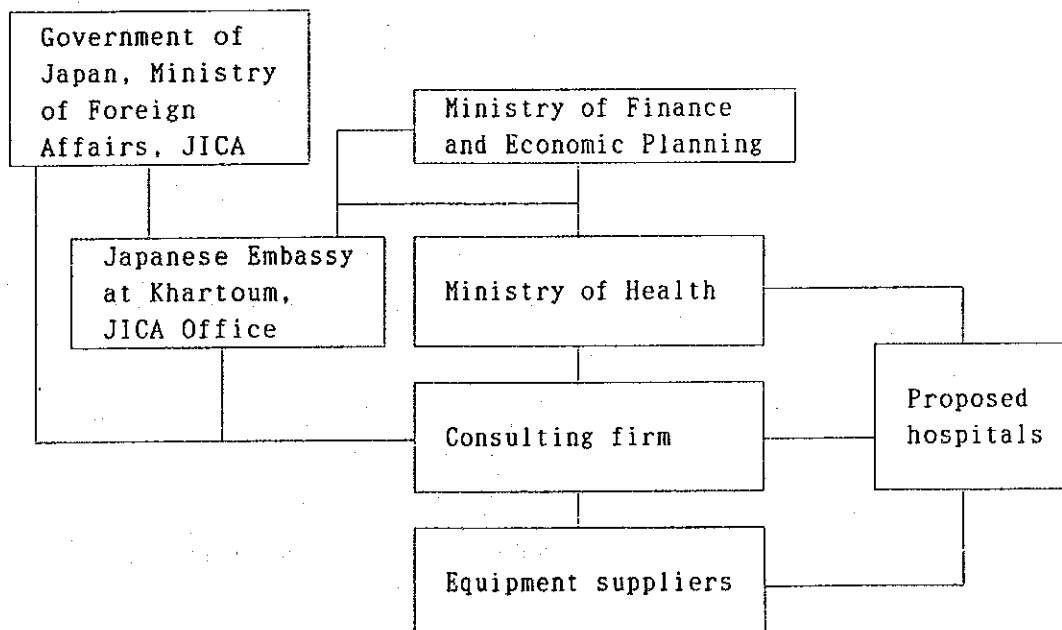 Government of
Japan, Ministry
of Foreign
Affairs, JICA
Ministry of Finance
and Economic Planning
Japanese Embassy
at Khartoum,
JICA Office
Ministry of Health
Consulting firm
Proposed
hospitals
Equipment suppliers